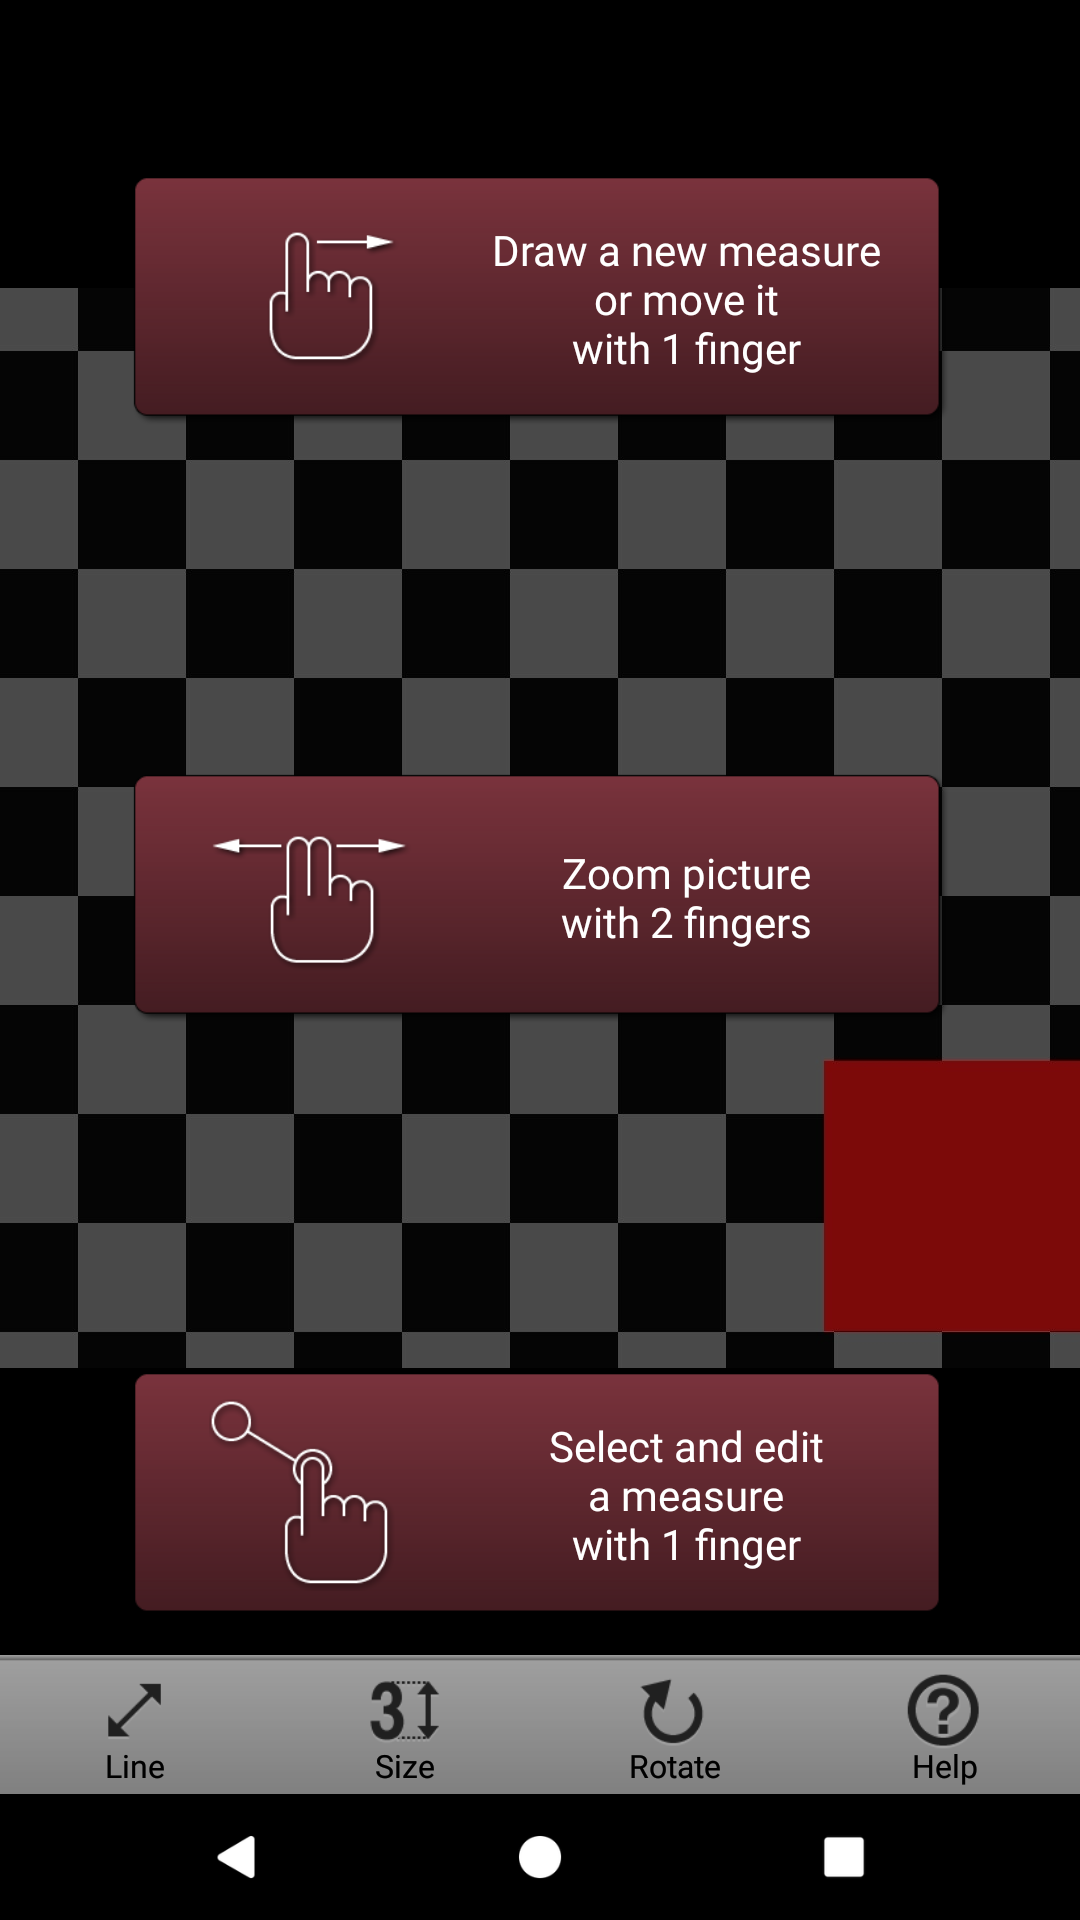 Draw a new measure
or move it
with 1 finger
Zoom picture
with 2 fingers
Select and edit
a measure
with 1 finger
3
?
Line
Size
Rotate
Help